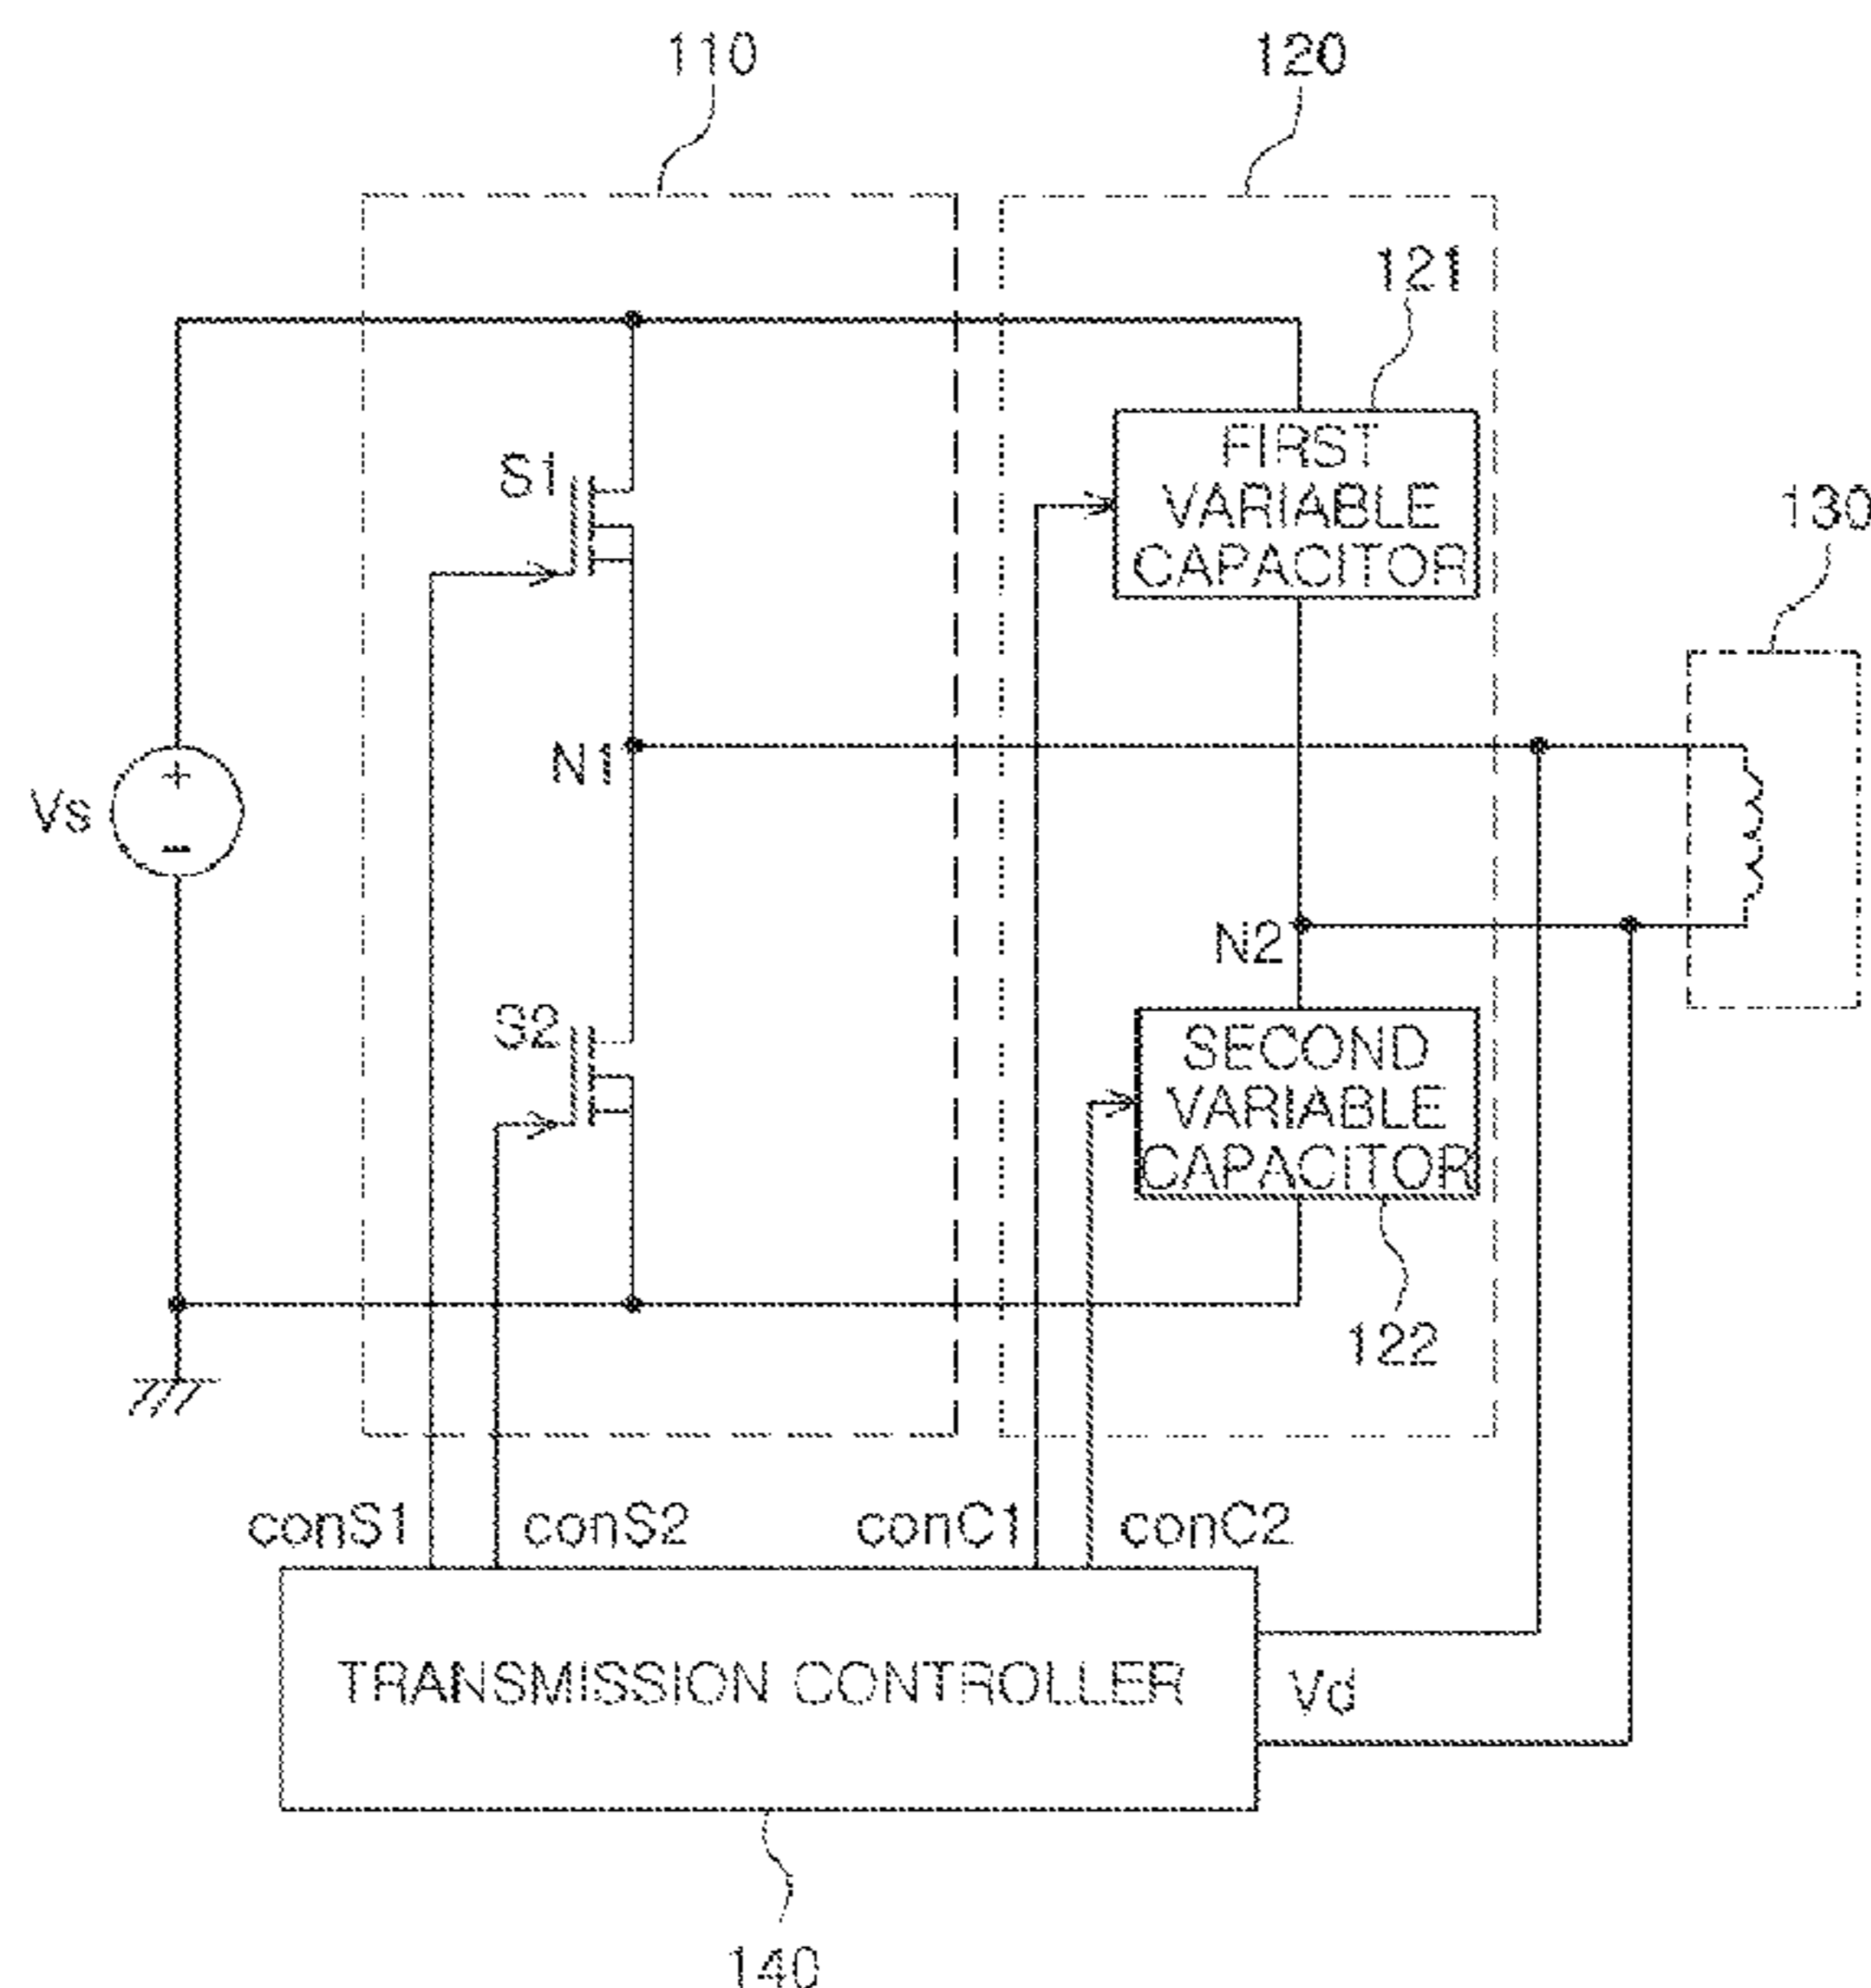 110
120
121
S1
FIRST
VARIABLE
CAPACITOR
130
N1
Vs
+
-
N2
S2
SECOND
VARIABLE
CAPACITOR
122
conS1
conS2
conC1
conC2
TRANSMISSION CONTROLLER
Vd
140